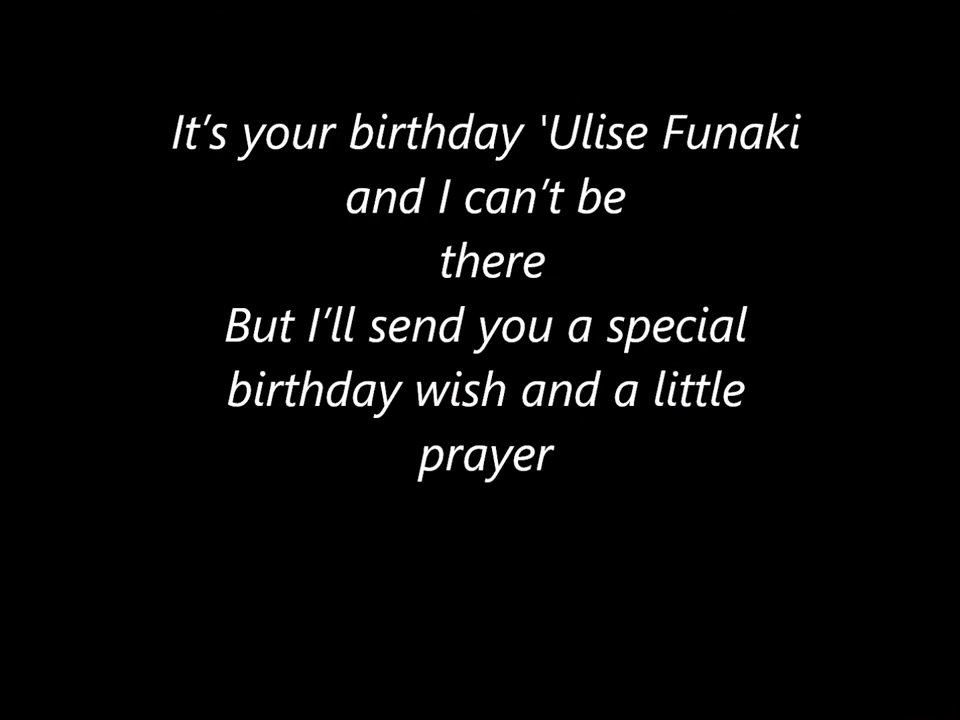 It's your birthday 'Ulise Funaki
and I can't be
there
But I'll send you a special
birthday wish and a little
prayer